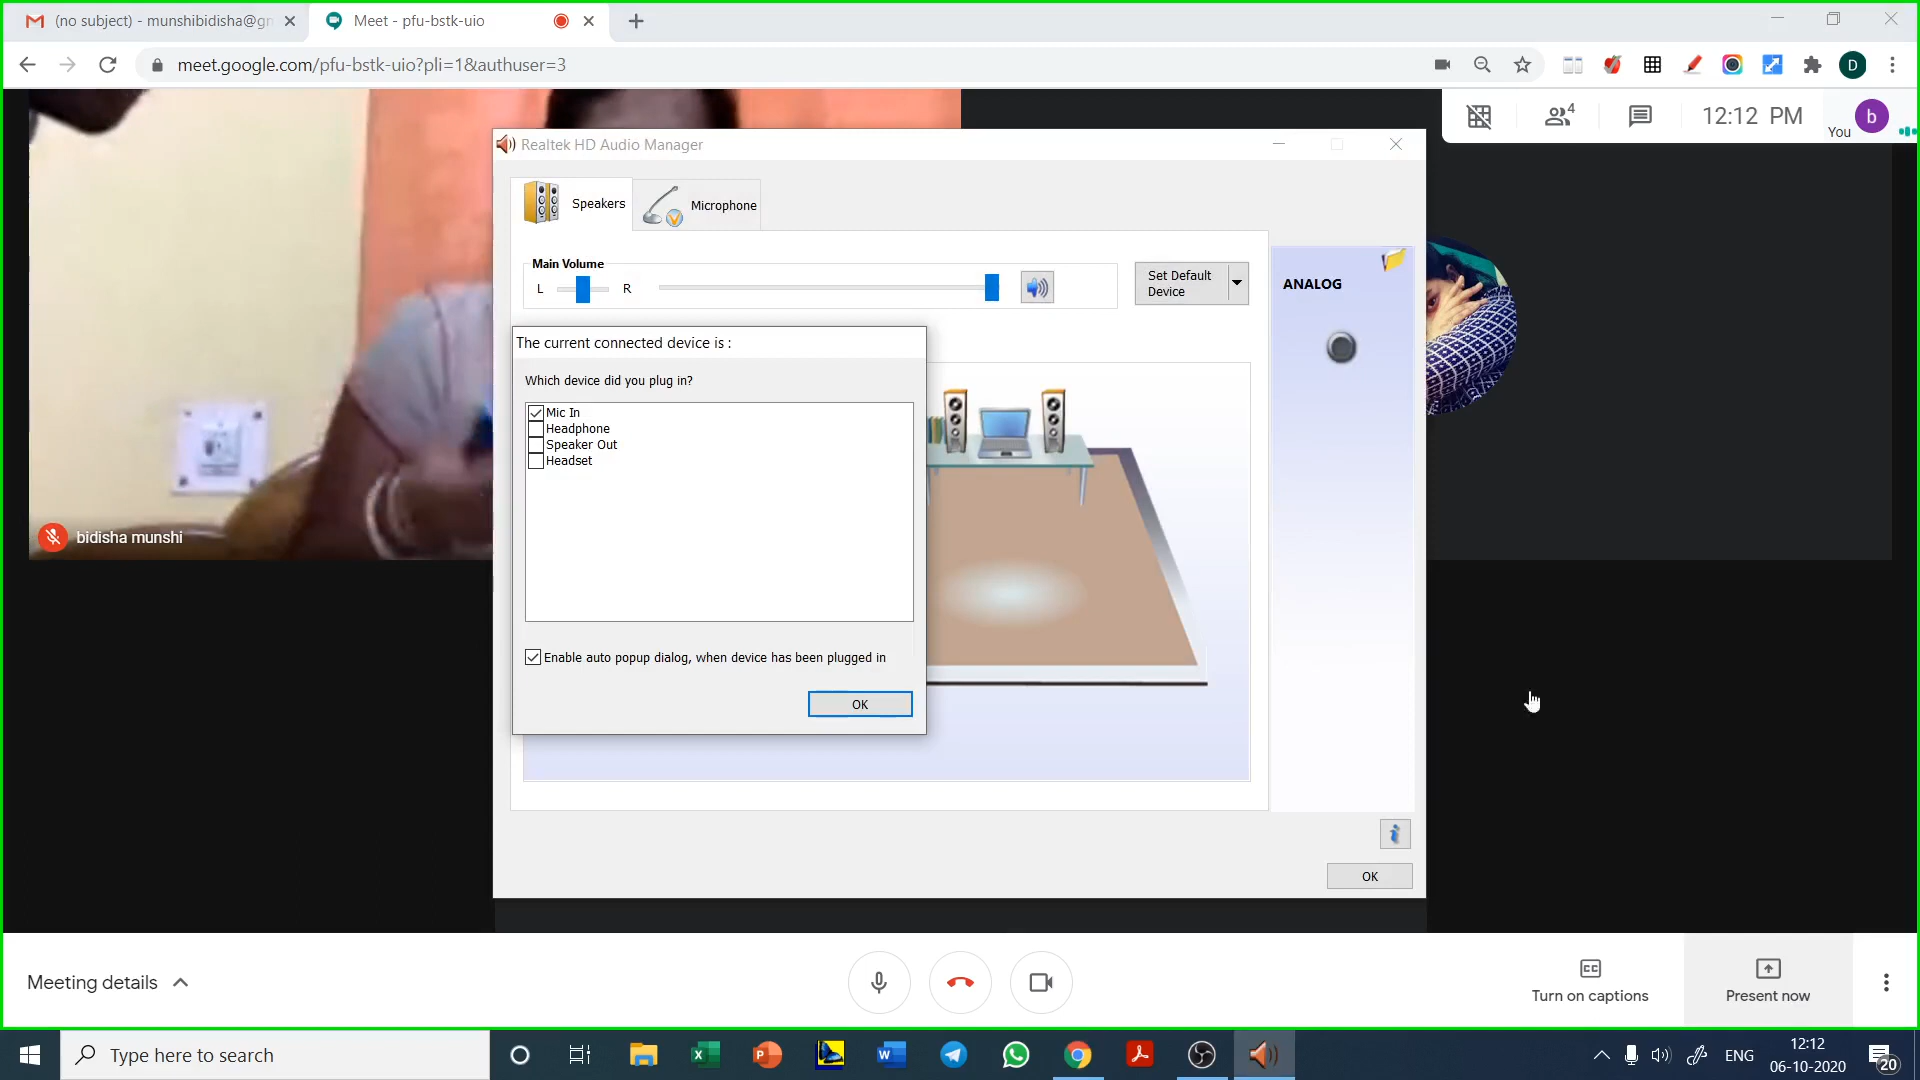 (no subject) - munshibidisha@gm
Meet - pfu-bstk-uio
meet.google.com/pfu-bstk-uio?pli=1&authuser=3
D
4
12:12 PM
You
b
Realtek HD Audio Manager
Speakers
Microphone
Main Volume
L
R
Set Default
Device
ANALOG
The current connected device is :
Which device did you plug in?
Mic In
Headphone
Speaker Out
Headset
Enable auto popup dialog, when device has been plugged in
OK
bidisha munshi
OK
Meeting details
Turn on captions
Present now
Type here to search
ENG
12:12
06-10-2020
20